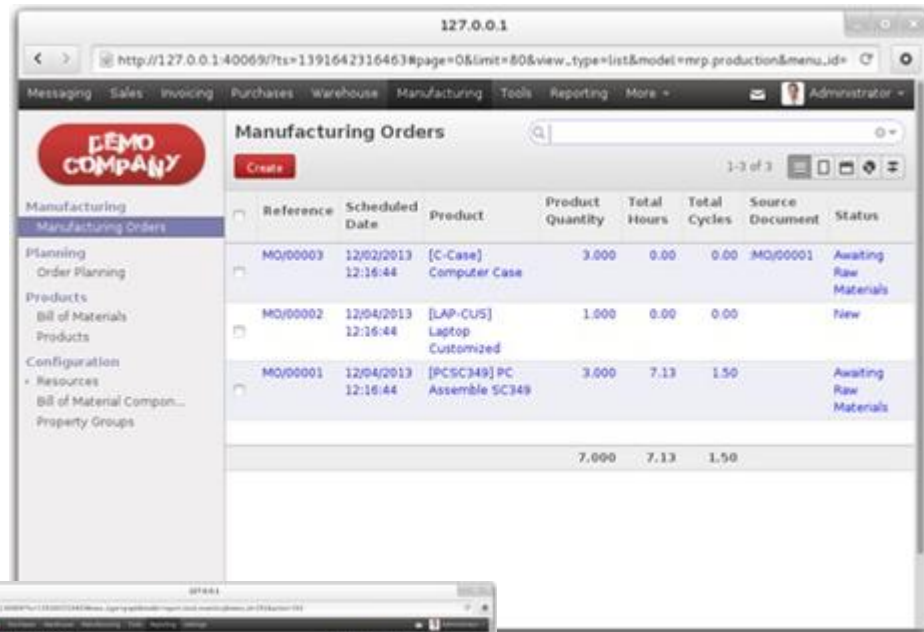 127.0.0.1
http://127.0.0.1:40069/?ts=1391642316463#page=0&limit=80&view_type=list&model=mrp.production&menu_id=
Messaging Sales Invoicing Purchases Warehouse Manufacturing Tools Reporting More Administrator
DEMO COMPANY
Manufacturing Orders
Create
1-3 of 3
Manufacturing
Manufacturing Orders
Planning
Order Planning
Products
Bill of Materials
Products
Configuration
Resources
Bill of Material Compon...
Property Groups
Reference Scheduled Date Product Product Quantity Total Hours Total Cycles Source Document Status
MO/00003 12/02/2013 12:16:44 [C-Case] Computer Case 3.000 0.00 0.00 :MO/00001 Awaiting Raw Materials
MO/00002 12/04/2013 12:16:44 [LAP-CUS] Laptop Customized 1.000 0.00 0.00 New
MO/00001 12/04/2013 12:16:44 [PCSC349] PC Assemble SC349 3.000 7.13 1.50 Awaiting Raw Materials
7.000 7.13 1.50
127.0.0.1